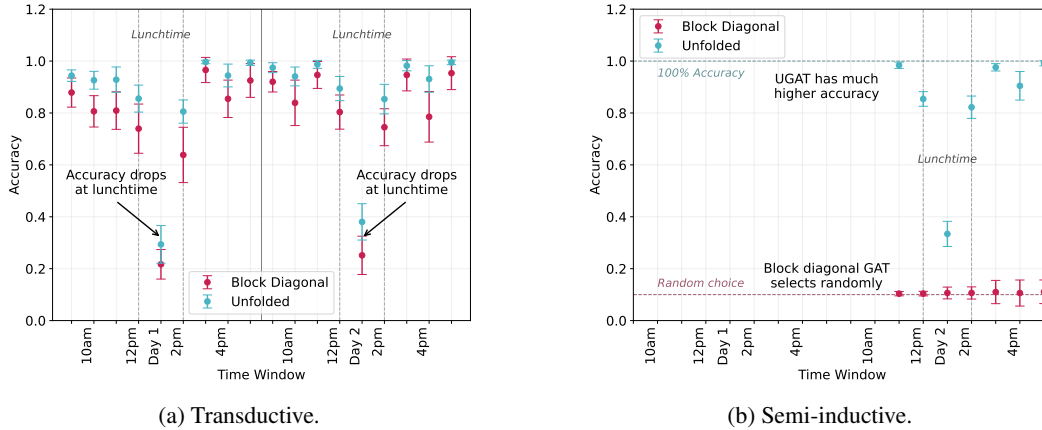 1.2
1.0
0.8
0.6
0.4
0.2
0.0
Accuracy
Lunchtime
Lunchtime
Accuracy drops
at lunchtime
Accuracy drops
at lunchtime
Block Diagonal
Unfolded
10am
12pm
Day 1
2pm
4pm
10am
12pm
Day 2
2pm
4pm
Time Window
(a) Transductive.
1.2
1.0
0.8
0.6
0.4
0.2
0.0
Accuracy
Block Diagonal
Unfolded
100% Accuracy
UGAT has much
higher accuracy
Lunchtime
Random choice
Block diagonal GAT
selects randomly
10am
12pm
Day 1
2pm
4pm
10am
12pm
Day 2
2pm
4pm
Time Window
(b) Semi-inductive.